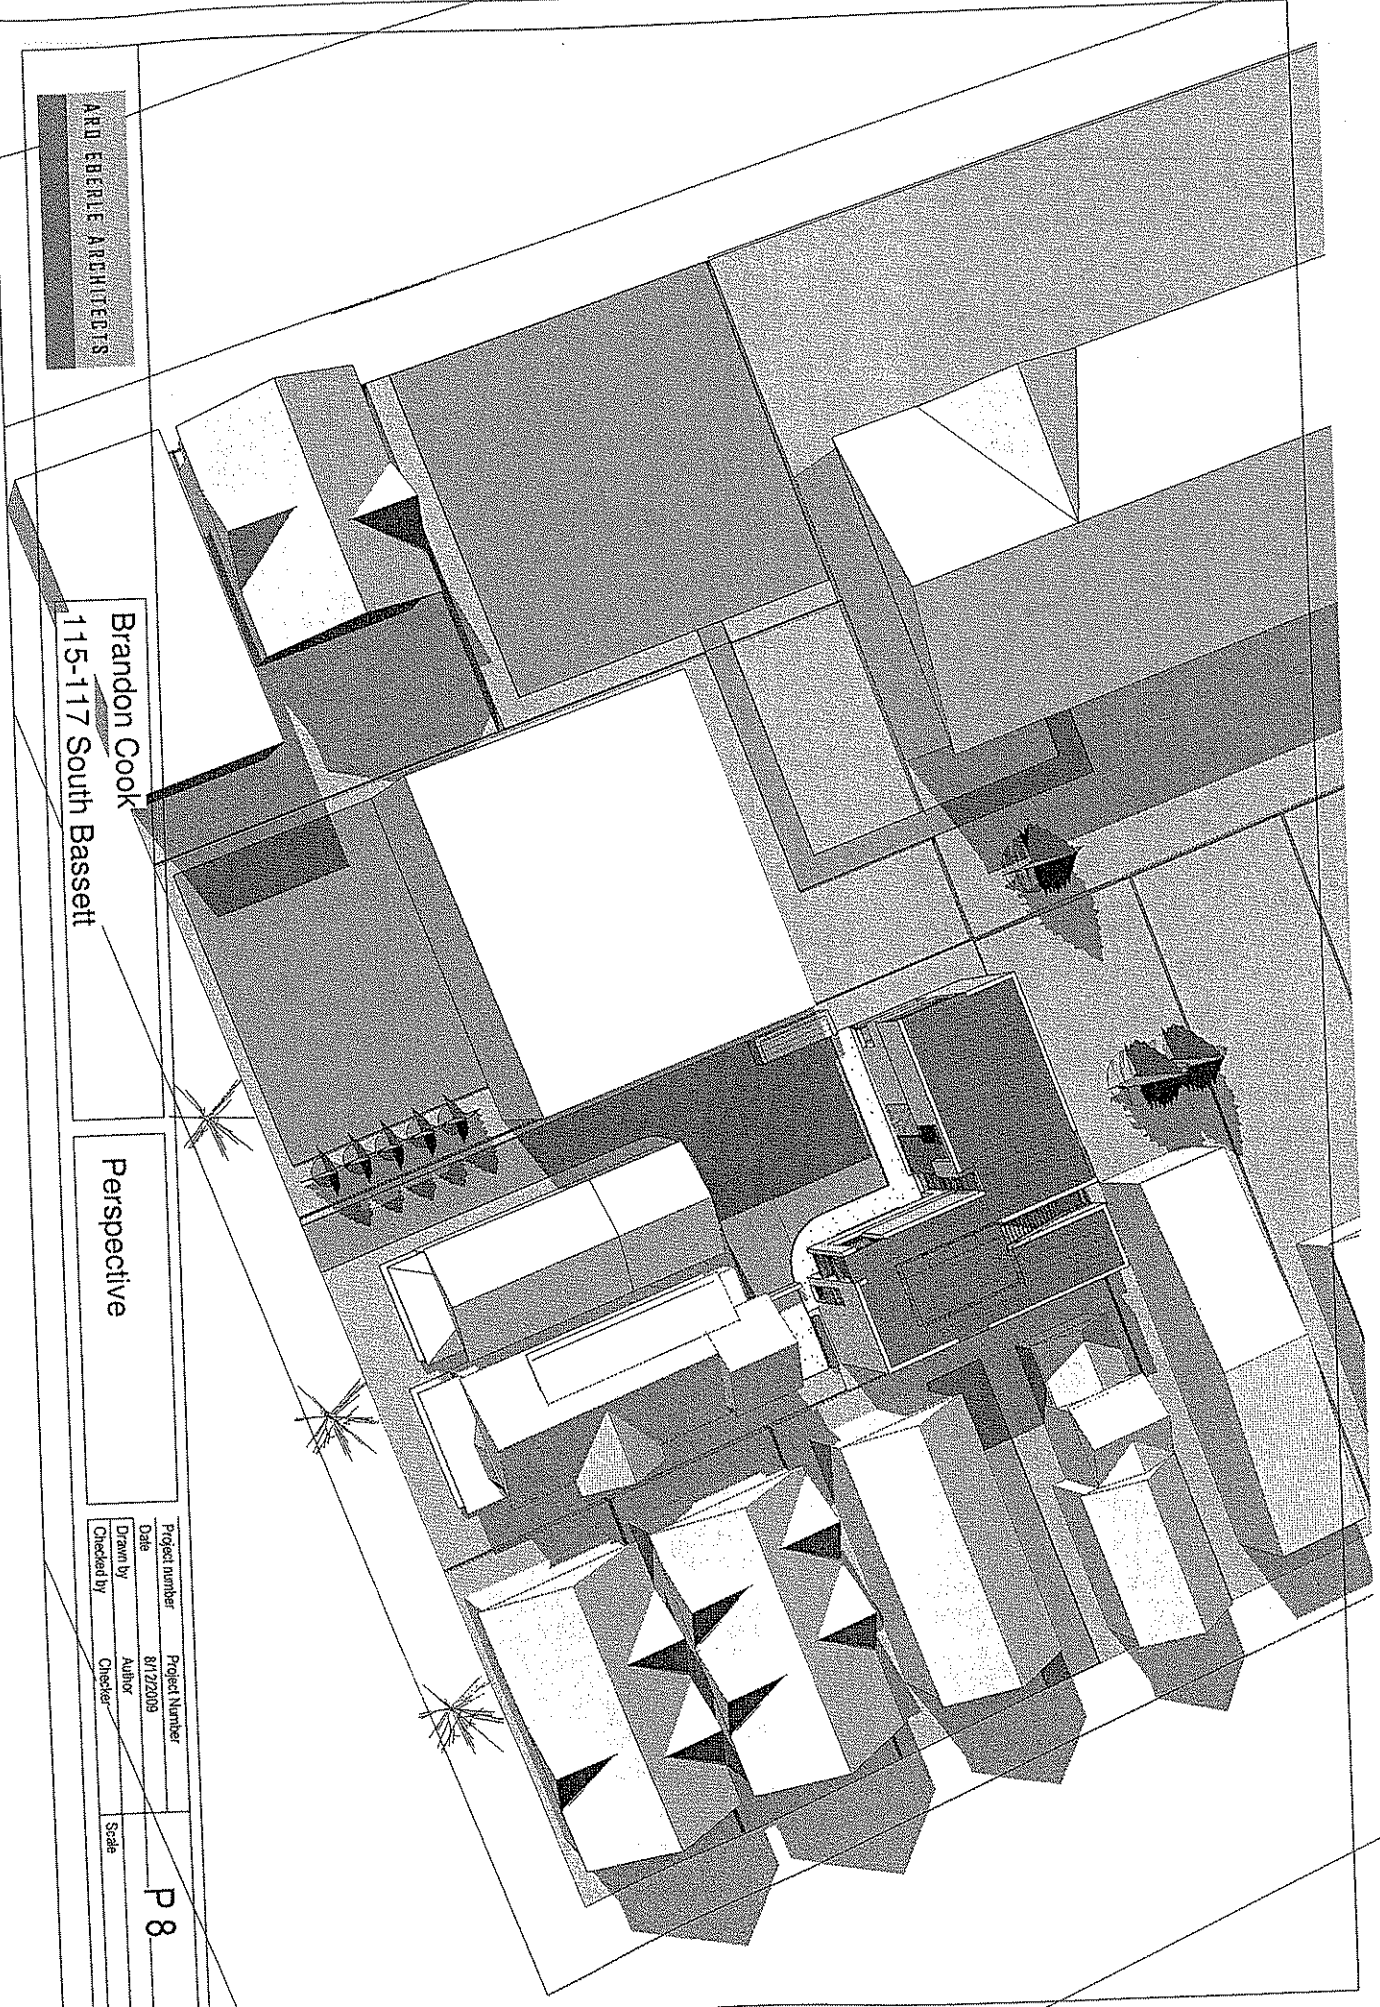 ARD EBERLE ARCHITECTS
Brandon Cook
115-117 South Bassett
Perspective
Project number Project Number
Date 8/12/2009
Drawn by Author
Checked by Checker
Scale
P 8